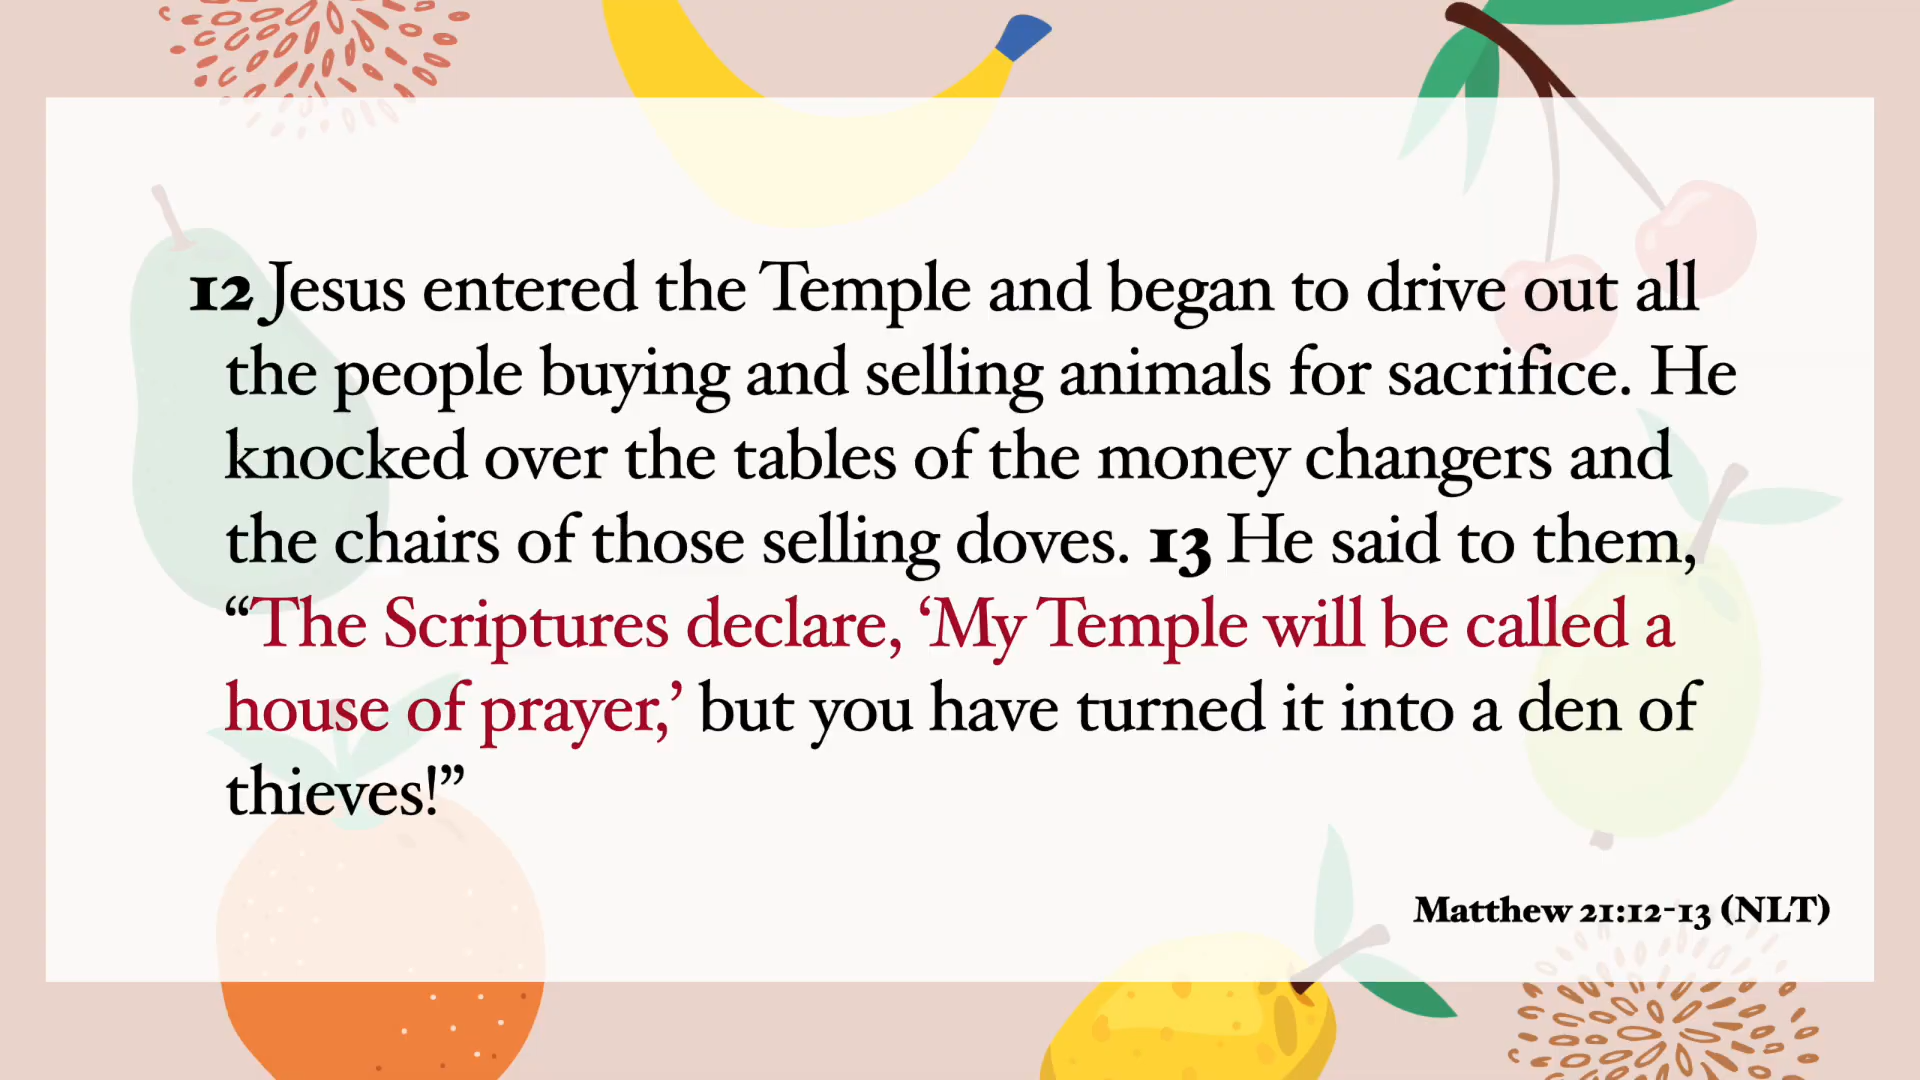 12 Jesus entered the Temple and began to drive out all
the people buying and selling animals for sacrifice. He
knocked over the tables of the money changers and
the chairs of those selling doves. 13 He said to them,
“The Scriptures declare, ‘My Temple will be called a
house of prayer,’ but you have turned it into a den of
thieves!”
Matthew 21:12-13 (NLT)